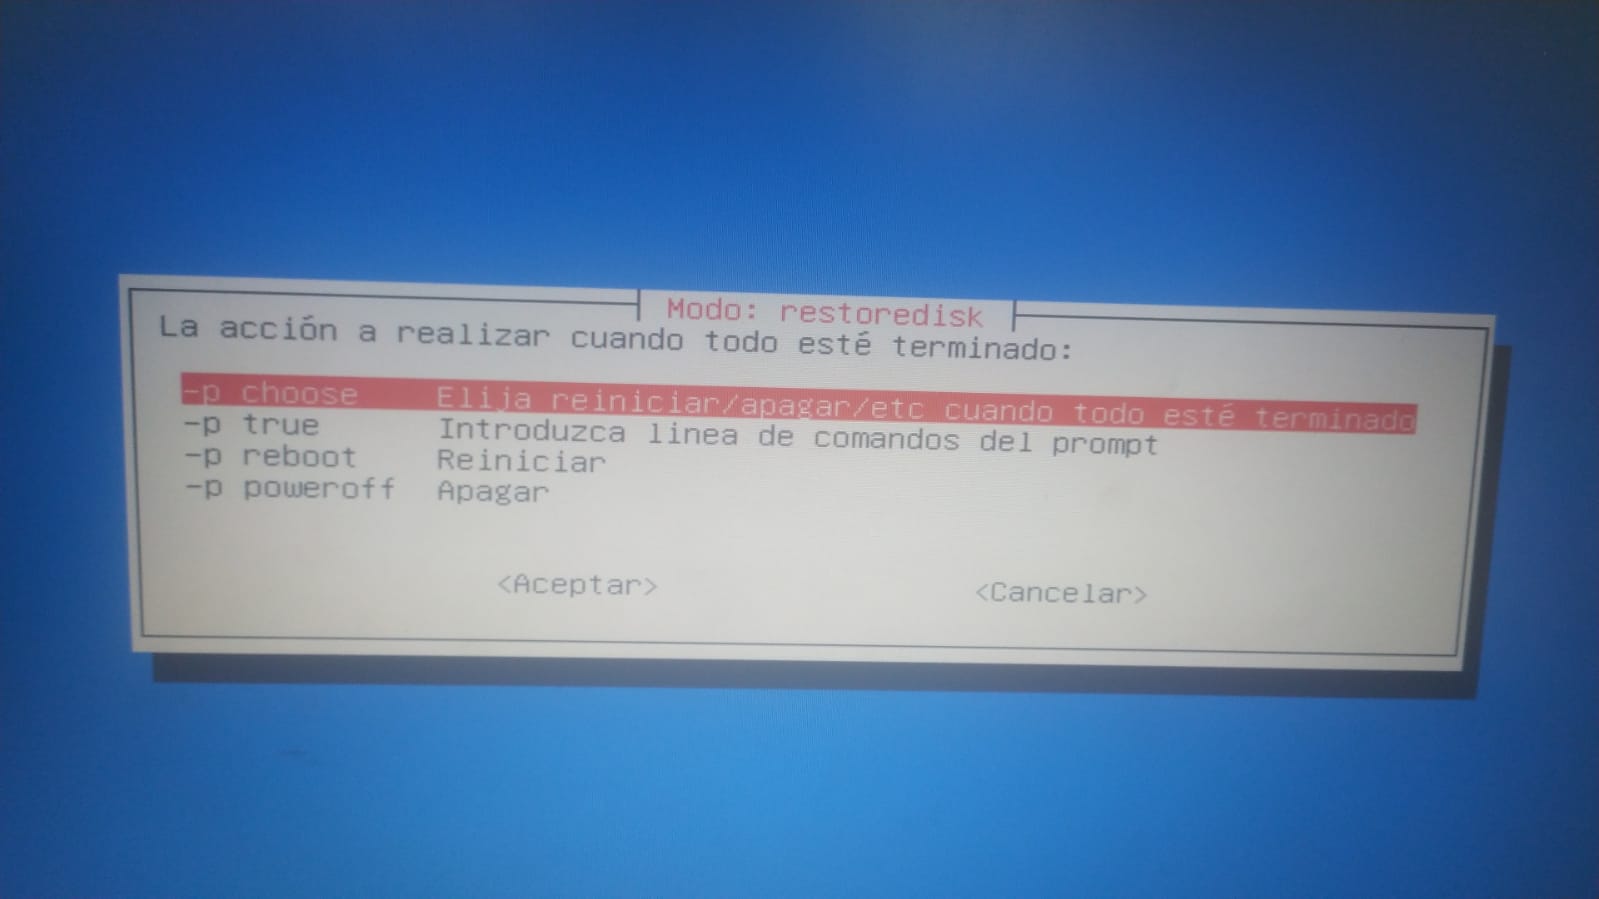 Modo: restoredisk
La acción a realizar cuando todo esté terminado:
-p choose Elija reiniciar/apagar/etc cuando todo esté terminado
-p true Introduzca linea de comandos del prompt
-p reboot Reiniciar
-p poweroff Apagar
<Aceptar> <Cancelar>